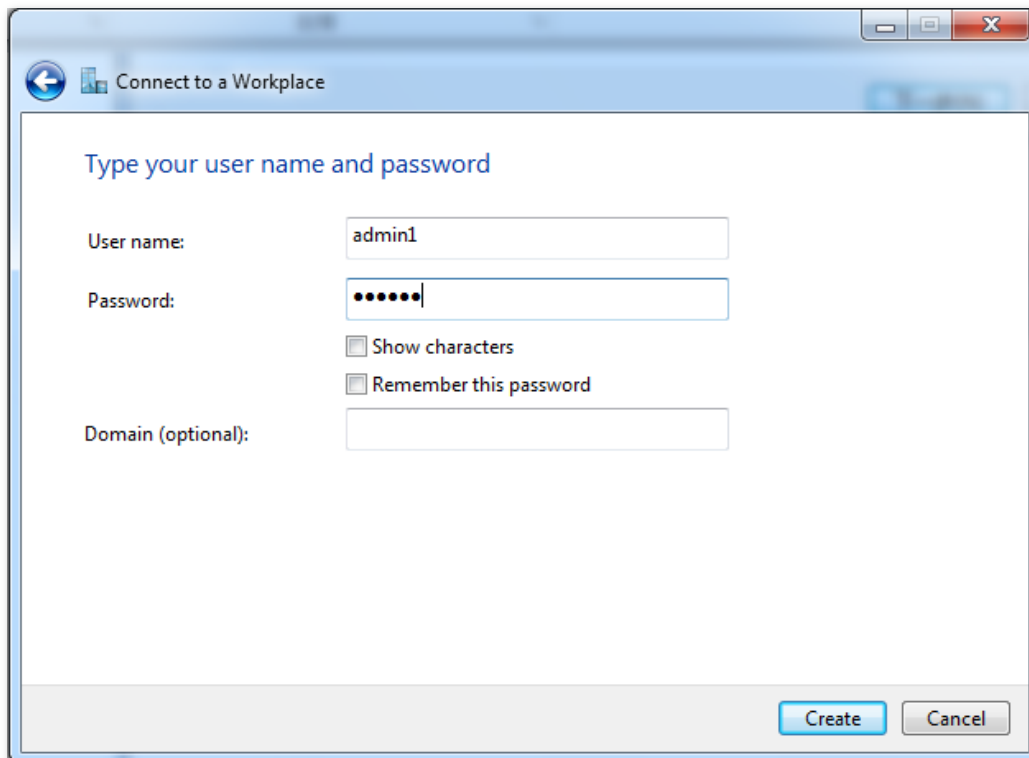 Connect to a Workplace
Type your user name and password
User name:
admin1
Password:
••••••
Show characters
Remember this password
Domain (optional):
Create
Cancel